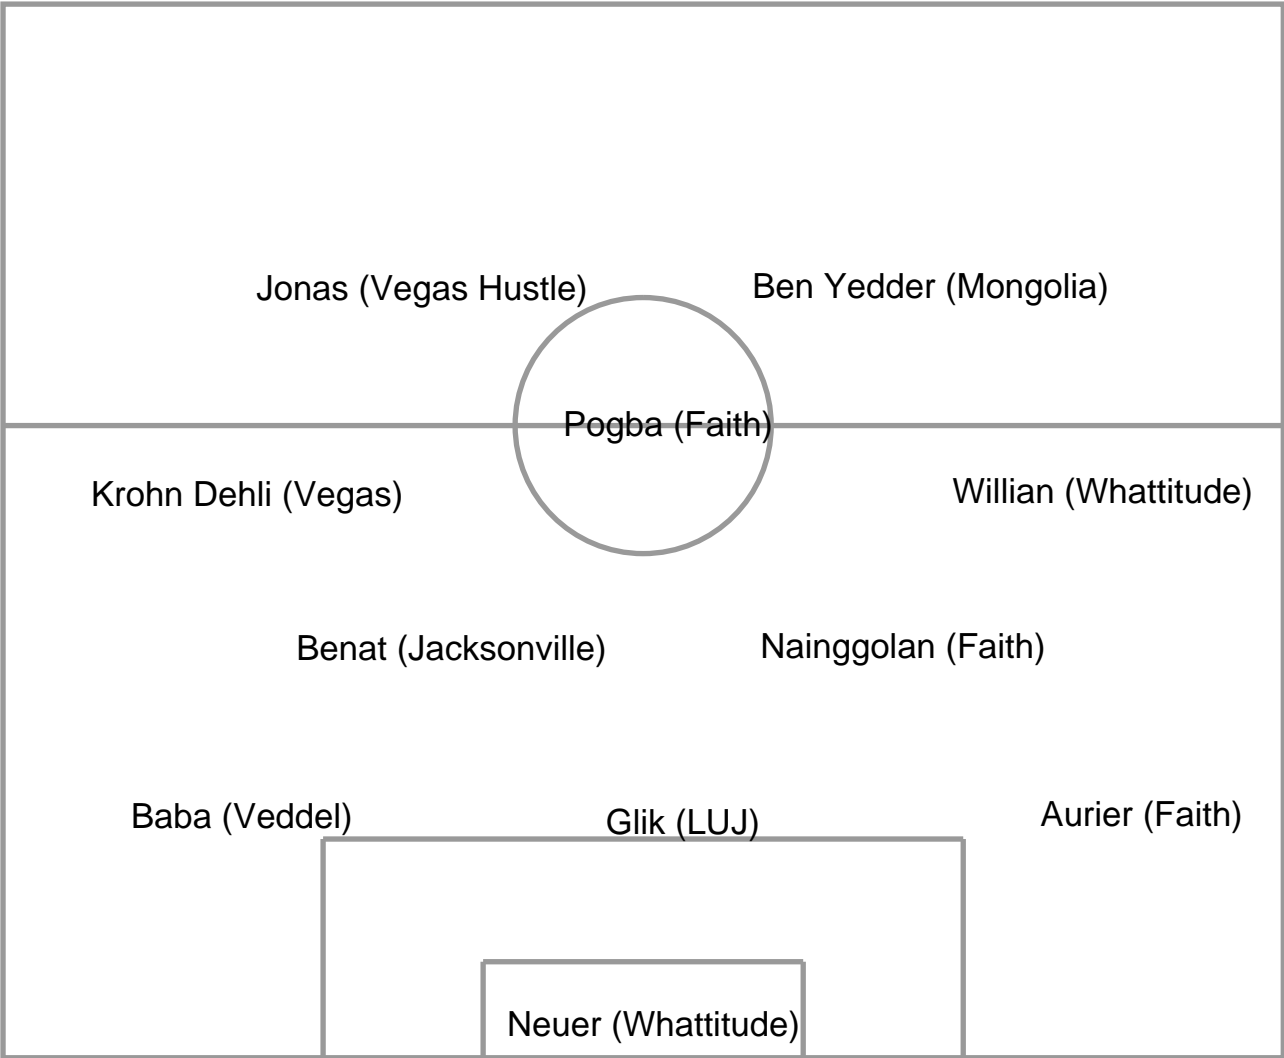 Jonas (Vegas Hustle)
Ben Yedder (Mongolia)
Pogba (Faith)
Krohn Dehli (Vegas)
Willian (Whattitude)
Benat (Jacksonville)
Nainggolan (Faith)
Baba (Veddel)
Glik (LUJ)
Aurier (Faith)
Neuer (Whattitude)